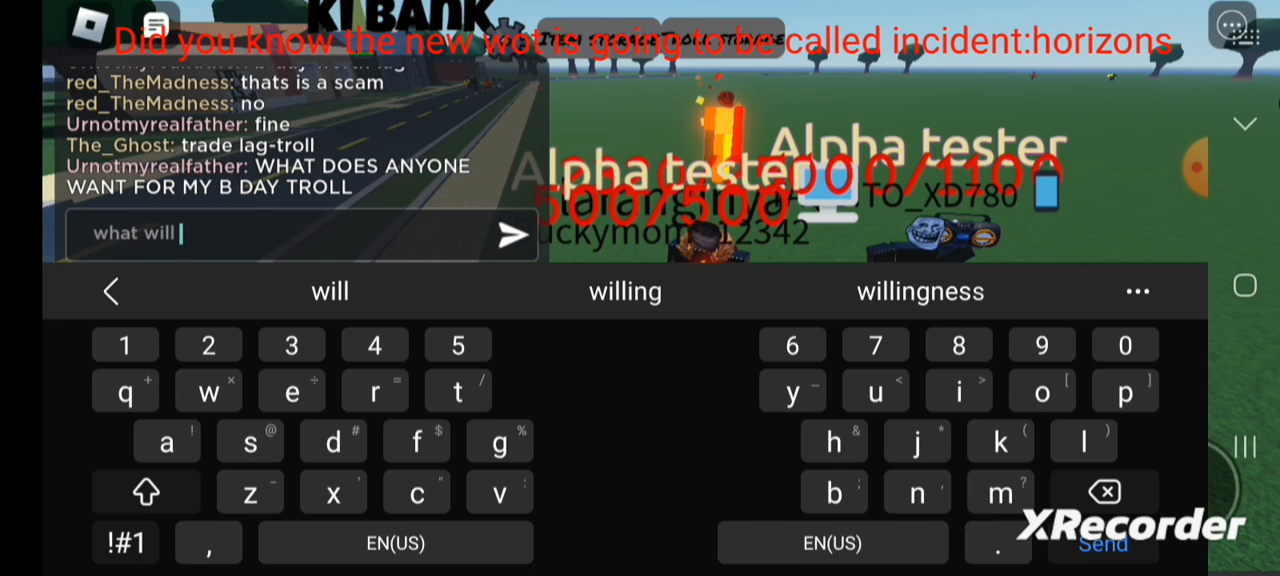 KI BANK
Did you know the new wot is going to be called incident:horizons
red_TheMadness: thats is a scam
red_TheMadness: no
Urnotmyrealfather: fine
The_Ghost: trade lag-troll
Urnotmyrealfather: WHAT DOES ANYONE
WANT FOR MY B DAY TROLL
what will
Alpha tester
Alpha tester
500/1100
500/500
TO_XD780
12342
will willing willingness
1 2 3 4 5 6 7 8 9 0
q + w × e ÷ r = t / y _ u < i > o [ p ]
a ! s @ d # f $ g % h & j * k ( l )
z - x ' c " v : b ; n , m ?
!#1 , EN(US) EN(US) . Send
XRecorder